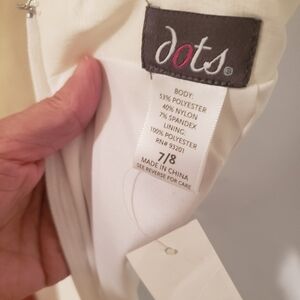 dots®
BODY:
53% POLYESTER
40% NYLON
7% SPANDEX
LINING:
100% POLYESTER
RN# 93201
7/8
MADE IN CHINA
SEE REVERSE FOR CARE